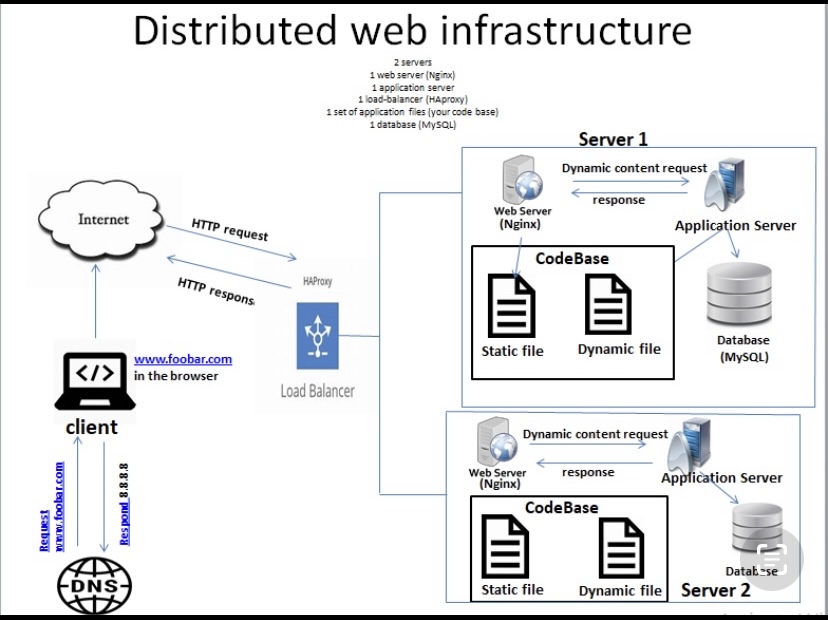 Distributed web infrastructure
2 servers
1 web server (Nginx)
1 application server
1 load-balancer (HAproxy)
1 set of application files (your code base)
1 database (MySQL)
Server 1
Dynamic content request
response
Web Server
(Nginx)
Application Server
CodeBase
Static file
Dynamic file
Database
(MySQL)
Internet
HTTP request
HTTP respons
HAProxy
Load Balancer
www.foobar.com
in the browser
client
Request
www.foobar.com
Respond 8.8.8.8
DNS
Dynamic content request
response
Web Server
(Nginx)
Application Server
CodeBase
Static file
Dynamic file
Database
Server 2